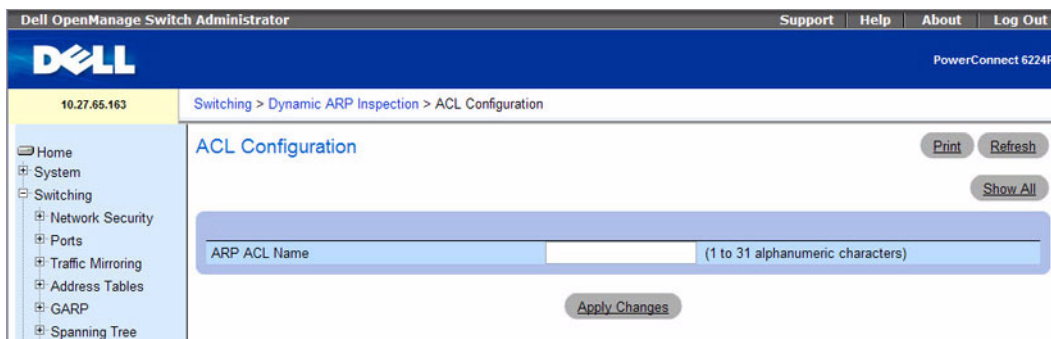 Dell OpenManage Switch Administrator
Support | Help | About | Log Out
DELL
PowerConnect 6224P
10.27.65.163
Switching > Dynamic ARP Inspection > ACL Configuration
Home
System
Switching
Network Security
Ports
Traffic Mirroring
Address Tables
GARP
Spanning Tree
ACL Configuration
Print
Refresh
Show All
ARP ACL Name
(1 to 31 alphanumeric characters)
Apply Changes